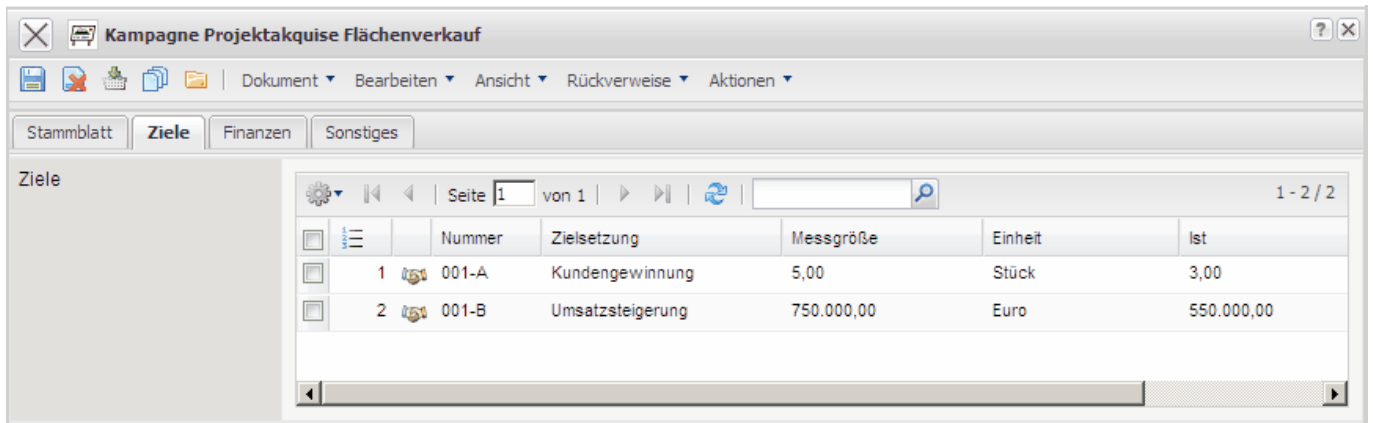 Kampagne Projektakquise Flächenverkauf
Dokument Bearbeiten Ansicht Rückverweise Aktionen
Stammblatt Ziele Finanzen Sonstiges
Ziele
Seite 1 von 1 1 - 2 / 2
Nummer Zielsetzung Messgröße Einheit Ist
1 001-A Kundengewinnung 5,00 Stück 3,00
2 001-B Umsatzsteigerung 750.000,00 Euro 550.000,00